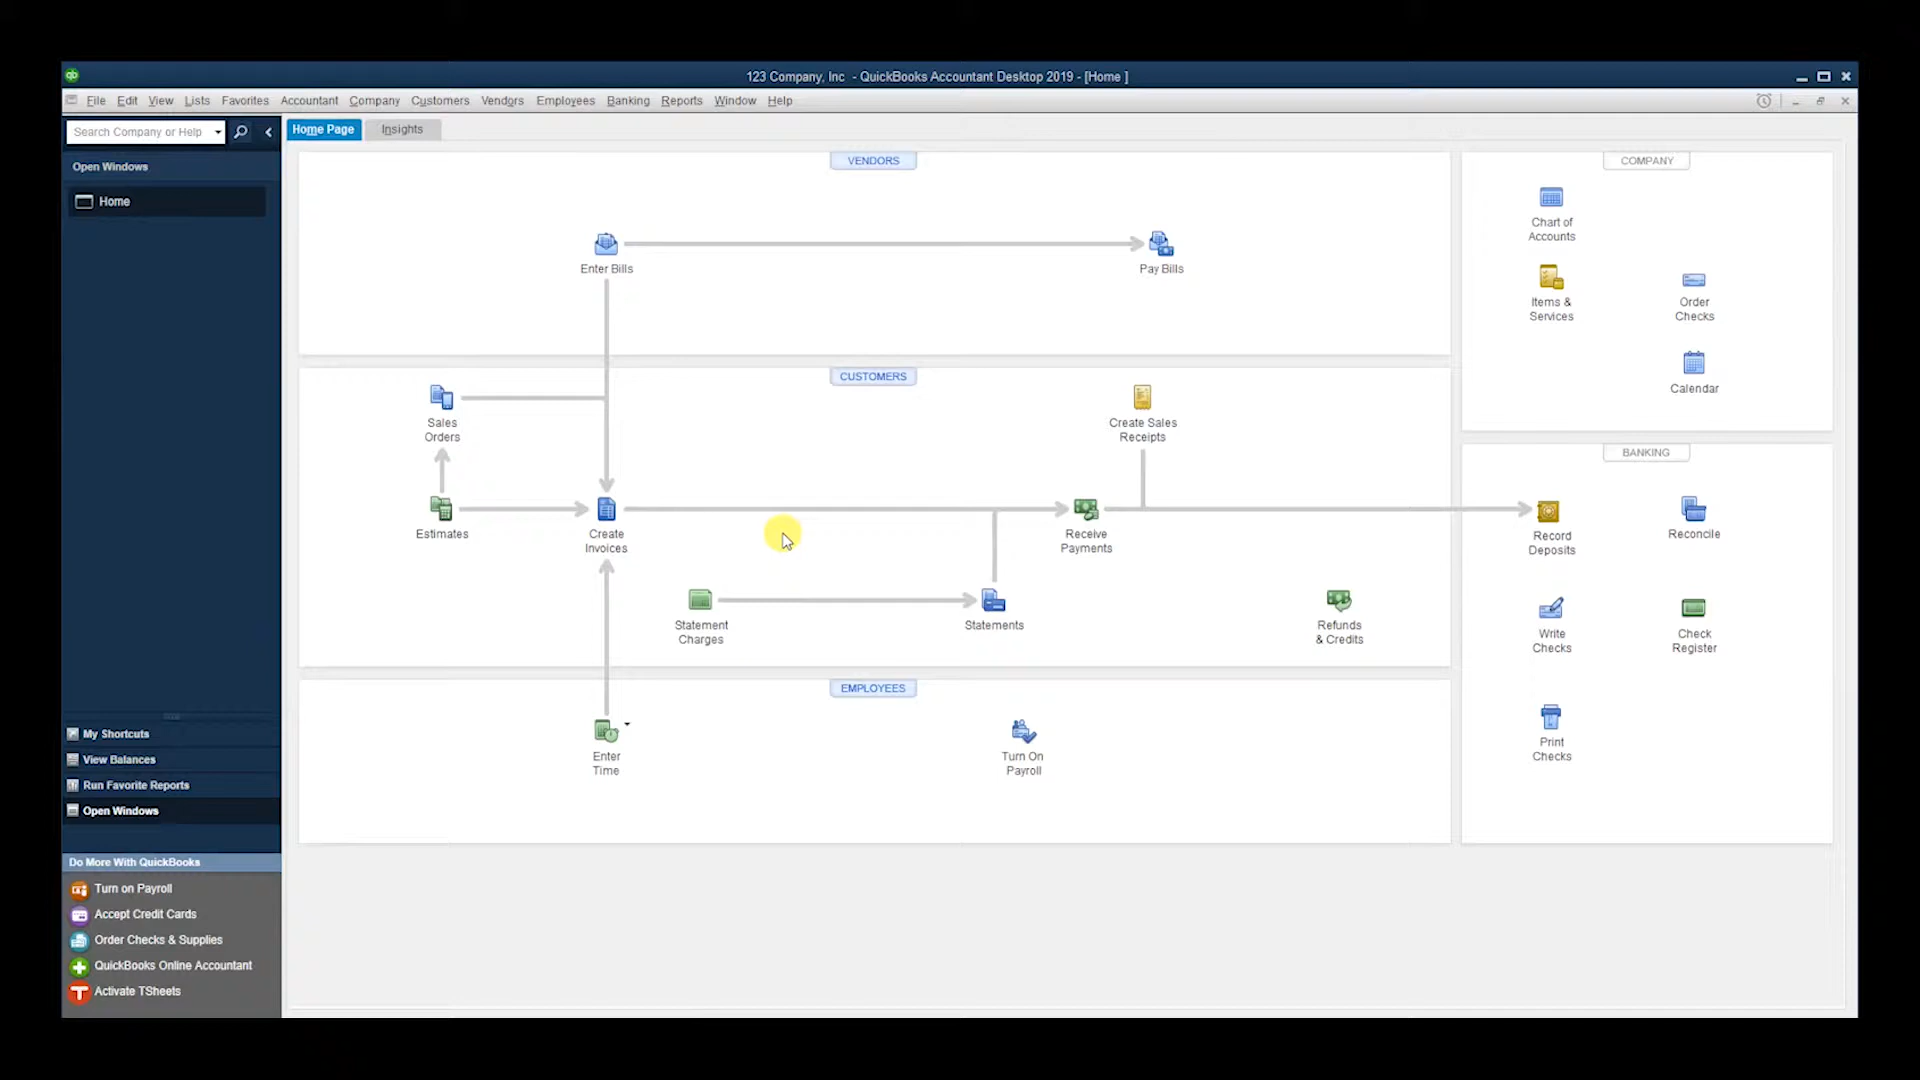 qb
123 Company, Inc - QuickBooks Accountant Desktop 2019 - [Home ]
File Edit View Lists Favorites Accountant Company Customers Vendors Employees Banking Reports Window Help
Search Company or Help
Home Page Insights
Open Windows
Home
VENDORS
Enter Bills
Pay Bills
CUSTOMERS
Sales
Orders
Create Sales
Receipts
Estimates
Create
Invoices
Receive
Payments
Statement
Charges
Statements
Refunds
& Credits
EMPLOYEES
Enter
Time
Turn On
Payroll
COMPANY
Chart of
Accounts
Items &
Services
Order
Checks
Calendar
BANKING
Record
Deposits
Reconcile
Write
Checks
Check
Register
Print
Checks
My Shortcuts
View Balances
Run Favorite Reports
Open Windows
Do More With QuickBooks
Turn on Payroll
Accept Credit Cards
Order Checks & Supplies
QuickBooks Online Accountant
Activate TSheets